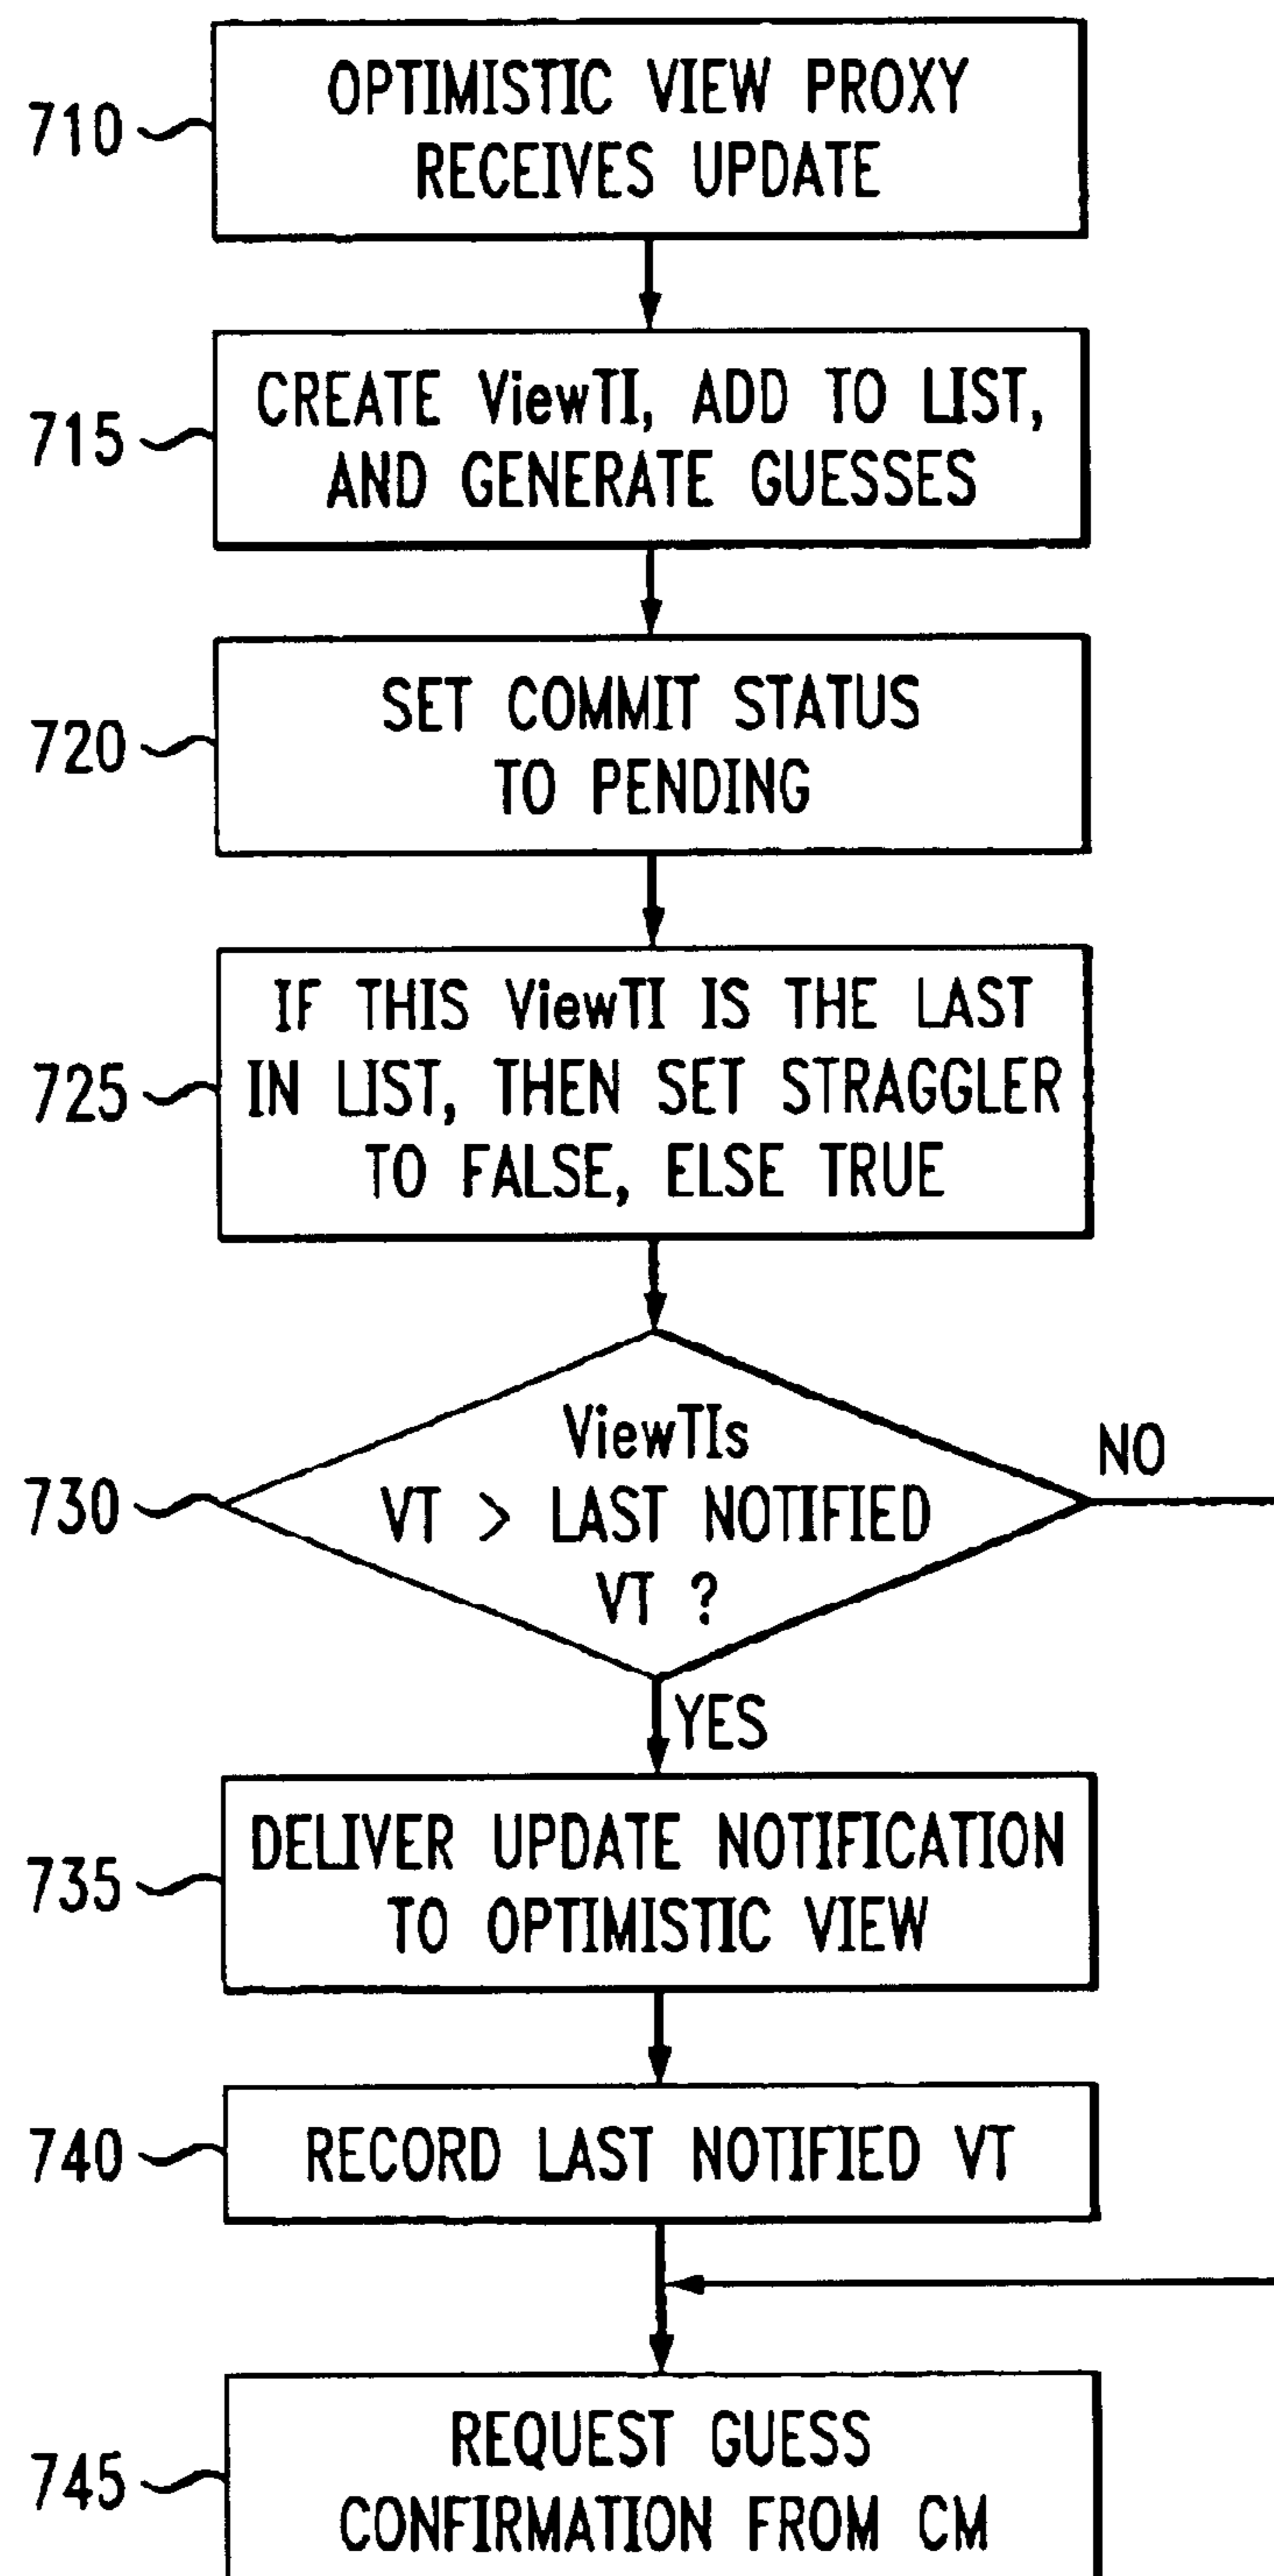 710
OPTIMISTIC VIEW PROXY
RECEIVES UPDATE
715
CREATE ViewTI, ADD TO LIST,
AND GENERATE GUESSES
720
SET COMMIT STATUS
TO PENDING
725
IF THIS ViewTI IS THE LAST
IN LIST, THEN SET STRAGGLER
TO FALSE, ELSE TRUE
730
ViewTIs
VT > LAST NOTIFIED
VT ?
NO
YES
735
DELIVER UPDATE NOTIFICATION
TO OPTIMISTIC VIEW
740
RECORD LAST NOTIFIED VT
745
REQUEST GUESS
CONFIRMATION FROM CM